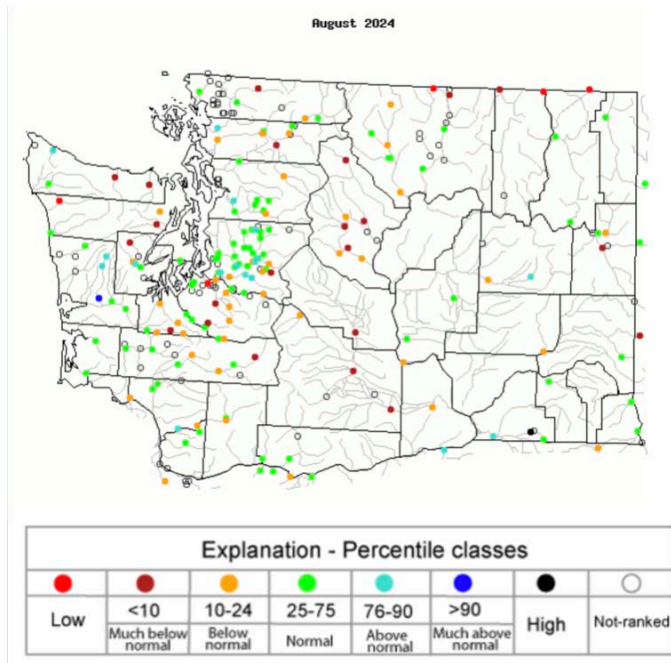 August 2024
Explanation - Percentile classes
Low <10 10-24 25-75 76-90 >90 High Not-ranked
Much below normal Below normal Normal Above normal Much above normal